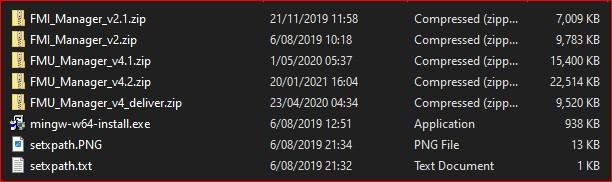 FMI_Manager_v2.1.zip 21/11/2019 11:58 Compressed (zipp... 7,009 KB
FMI_Manager_v2.zip 6/08/2019 10:18 Compressed (zipp... 9,783 KB
FMU_Manager_v4.1.zip 1/05/2020 05:37 Compressed (zipp... 15,400 KB
FMU_Manager_v4.2.zip 20/01/2021 16:04 Compressed (zipp... 22,514 KB
FMU_Manager_v4_deliver.zip 23/04/2020 04:34 Compressed (zipp... 9,520 KB
mingw-w64-install.exe 6/08/2019 12:51 Application 938 KB
setxpath.PNG 6/08/2019 21:34 PNG File 13 KB
setxpath.txt 6/08/2019 21:32 Text Document 1 KB